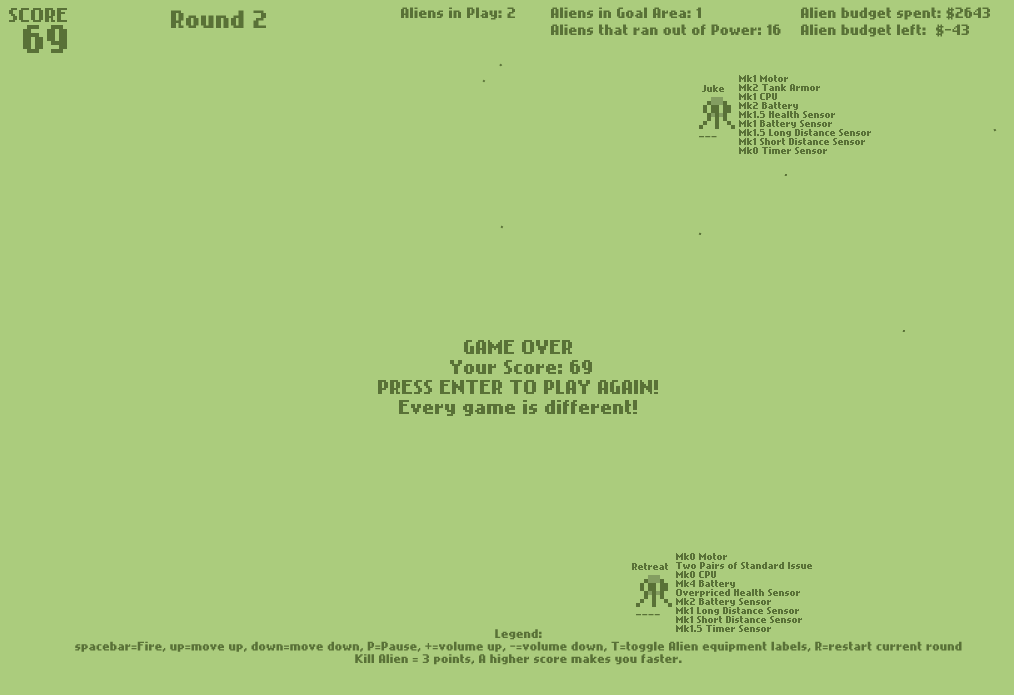 SCORE
69
Round 2
Aliens in Play: 2
Aliens in Goal Area: 1
Aliens that ran out of Power: 16
Alien budget spent: $2643
Alien budget left: $-43
Juke
Mk1 Motor
Mk2 Tank Armor
Mk1 CPU
Mk2 Battery
Mk1.5 Health Sensor
Mk1 Battery Sensor
Mk1.5 Long Distance Sensor
Mk1 Short Distance Sensor
Mk0 Timer Sensor
GAME OVER
Your Score: 69
PRESS ENTER TO PLAY AGAIN!
Every game is different!
Retreat
Mk0 Motor
Two Pairs of Standard Issue
Mk0 CPU
Mk4 Battery
Overpriced Health Sensor
Mk2 Battery Sensor
Mk1 Long Distance Sensor
Mk1 Short Distance Sensor
Mk1.5 Timer Sensor
Legend:
spacebar=Fire, up=move up, down=move down, P=Pause, +=volume up, -=volume down, T=toggle Alien equipment labels, R=restart current round
Kill Alien = 3 points, A higher score makes you faster.